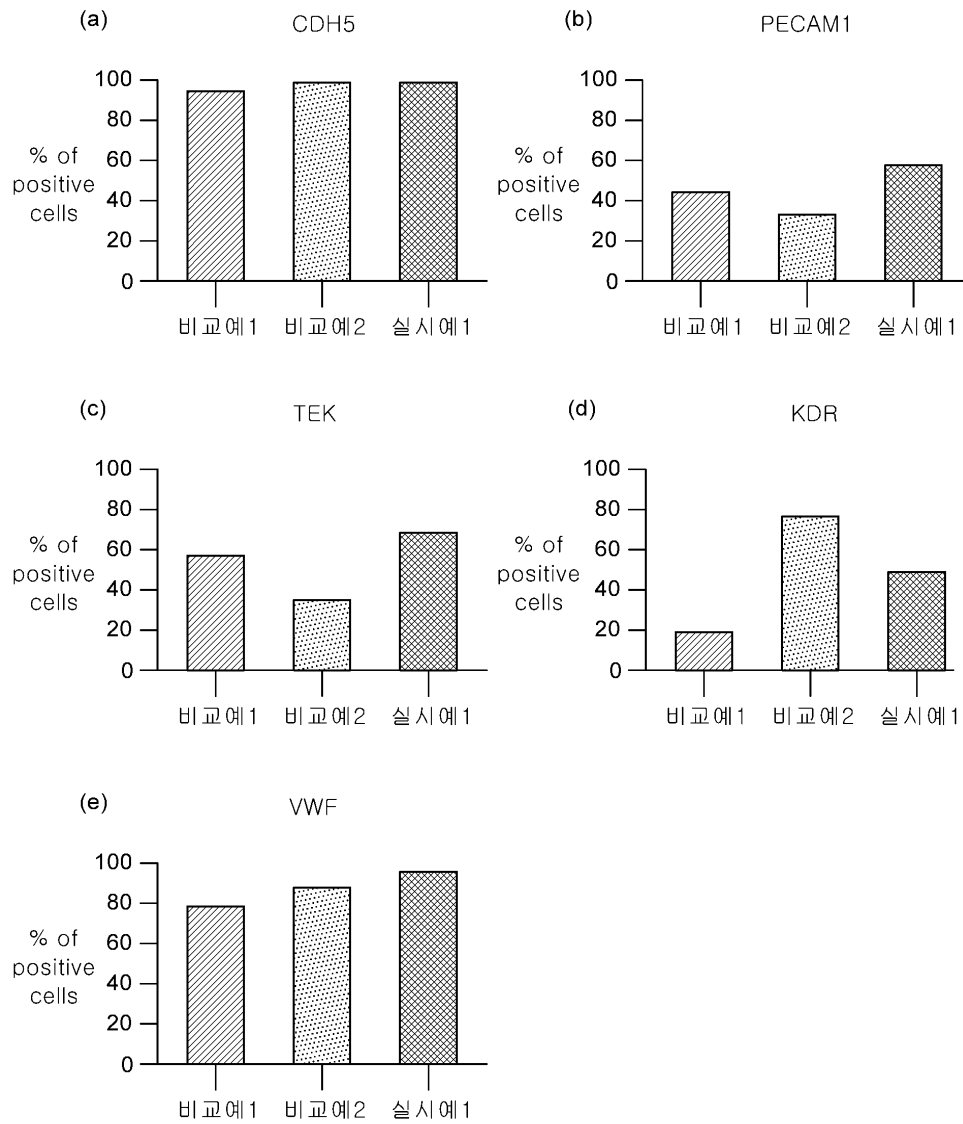 (a)
CDH5
100
80
60
40
20
0
% of
positive
cells
비교예1 비교예2 실시예1
(b)
PECAM1
100
80
60
40
20
0
% of
positive
cells
비교예1 비교예2 실시예1
(c)
TEK
100
80
60
40
20
0
% of
positive
cells
비교예1 비교예2 실시예1
(d)
KDR
100
80
60
40
20
0
% of
positive
cells
비교예1 비교예2 실시예1
(e)
VWF
100
80
60
40
20
0
% of
positive
cells
비교예1 비교예2 실시예1